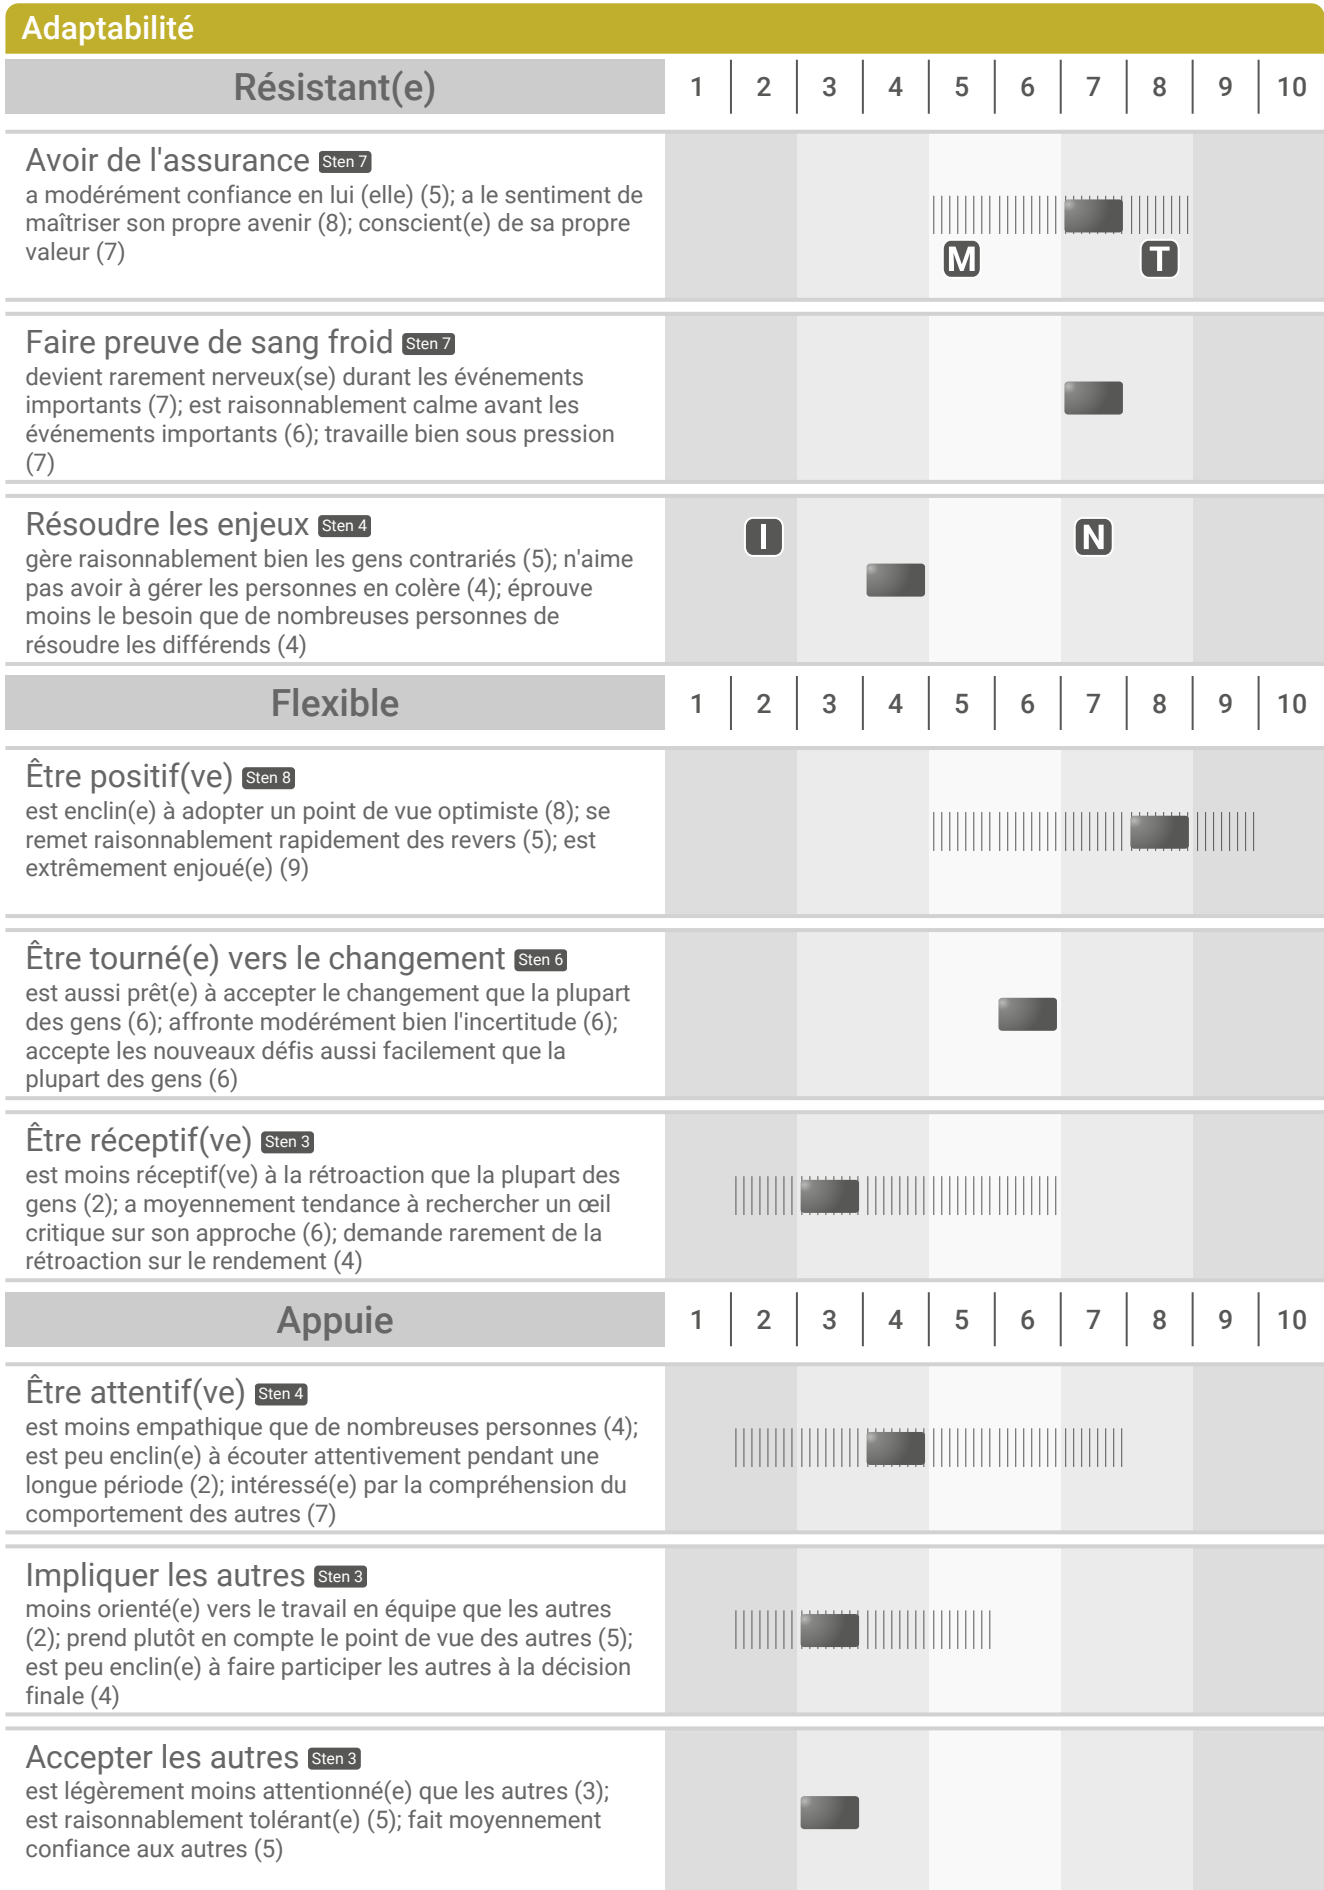 Adaptabilité
Résistant(e) 1 2 3 4 5 6 7 8 9 10
Avoir de l'assurance Sten 7
a modérément confiance en lui (elle) (5); a le sentiment de
maîtriser son propre avenir (8); conscient(e) de sa propre
valeur (7)
M T
Faire preuve de sang froid Sten 7
devient rarement nerveux(se) durant les événements
importants (7); est raisonnablement calme avant les
événements importants (6); travaille bien sous pression
(7)
Résoudre les enjeux Sten 4
I N
gère raisonnablement bien les gens contrariés (5); n'aime
pas avoir à gérer les personnes en colère (4); éprouve
moins le besoin que de nombreuses personnes de
résoudre les différends (4)
Flexible 1 2 3 4 5 6 7 8 9 10
Être positif(ve) Sten 8
est enclin(e) à adopter un point de vue optimiste (8); se
remet raisonnablement rapidement des revers (5); est
extrêmement enjoué(e) (9)
Être tourné(e) vers le changement Sten 6
est aussi prêt(e) à accepter le changement que la plupart
des gens (6); affronte modérément bien l'incertitude (6);
accepte les nouveaux défis aussi facilement que la
plupart des gens (6)
Être réceptif(ve) Sten 3
est moins réceptif(ve) à la rétroaction que la plupart des
gens (2); a moyennement tendance à rechercher un œil
critique sur son approche (6); demande rarement de la
rétroaction sur le rendement (4)
Appuie 1 2 3 4 5 6 7 8 9 10
Être attentif(ve) Sten 4
est moins empathique que de nombreuses personnes (4);
est peu enclin(e) à écouter attentivement pendant une
longue période (2); intéressé(e) par la compréhension du
comportement des autres (7)
Impliquer les autres Sten 3
moins orienté(e) vers le travail en équipe que les autres
(2); prend plutôt en compte le point de vue des autres (5);
est peu enclin(e) à faire participer les autres à la décision
finale (4)
Accepter les autres Sten 3
est légèrement moins attentionné(e) que les autres (3);
est raisonnablement tolérant(e) (5); fait moyennement
confiance aux autres (5)